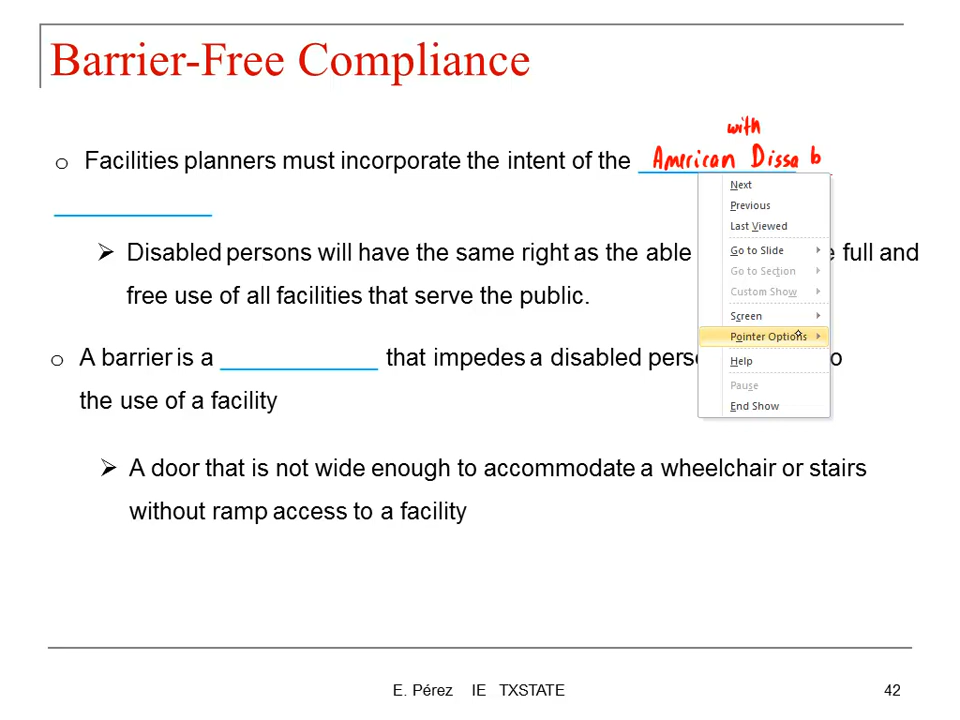 Barrier-Free Compliance
with
o Facilities planners must incorporate the intent of the American Dissa b
➢ Disabled persons will have the same right as the able full and
free use of all facilities that serve the public.
o A barrier is a that impedes a disabled
the use of a facility
➢ A door that is not wide enough to accommodate a wheelchair or stairs
without ramp access to a facility
Next
Previous
Last Viewed
Go to Slide
Go to Section
Custom Show
Screen
Pointer Options
Help
Pause
End Show
E. Pérez IE TXSTATE 42